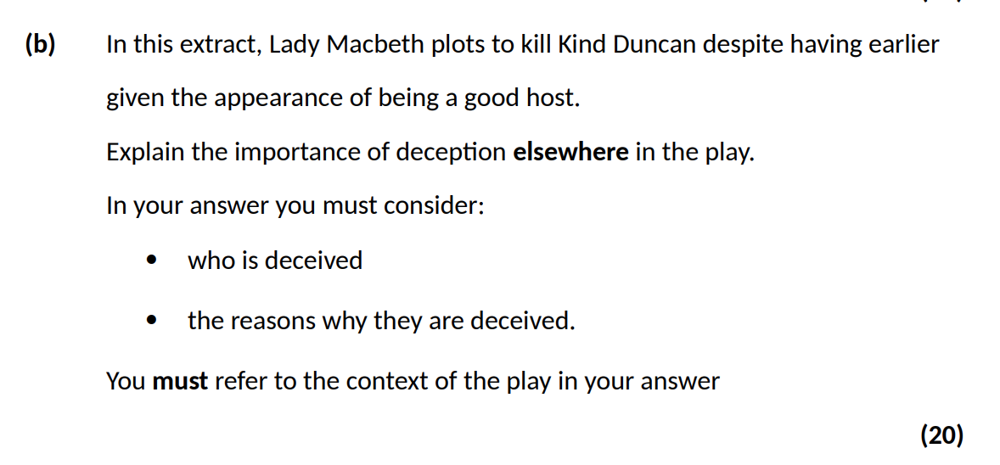 (b) In this extract, Lady Macbeth plots to kill Kind Duncan despite having earlier
given the appearance of being a good host.
Explain the importance of deception elsewhere in the play.
In your answer you must consider:
• who is deceived
• the reasons why they are deceived.
You must refer to the context of the play in your answer
(20)